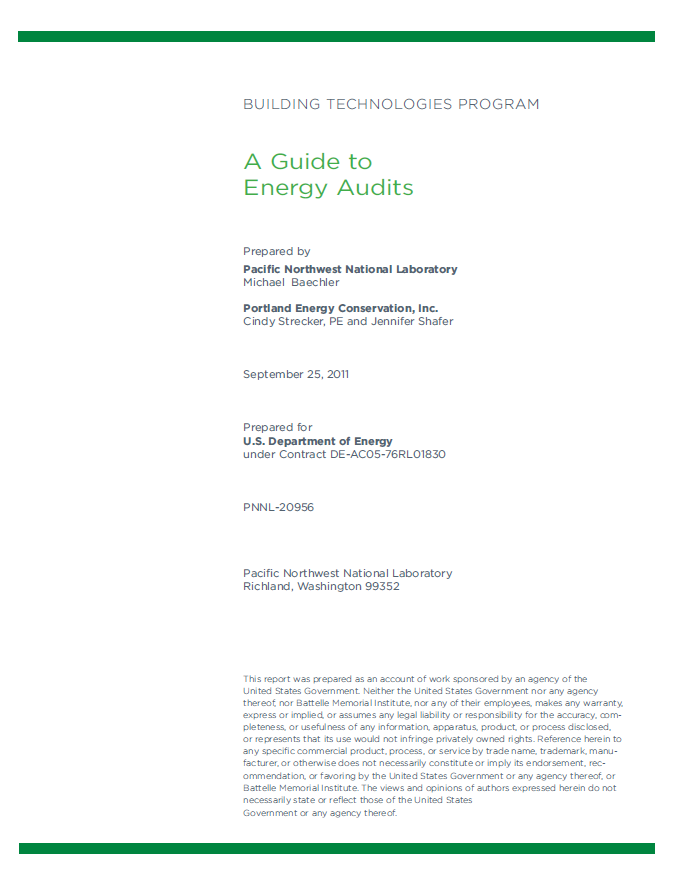 BUILDING TECHNOLOGIES PROGRAM
A Guide to
Energy Audits
Prepared by
Pacific Northwest National Laboratory
Michael Baechler
Portland Energy Conservation, Inc.
Cindy Strecker, PE and Jennifer Shafer
September 25, 2011
Prepared for
U.S. Department of Energy
under Contract DE-AC05-76RL01830
PNNL-20956
Pacific Northwest National Laboratory
Richland, Washington 99352
This report was prepared as an account of work sponsored by an agency of the
United States Government. Neither the United States Government nor any agency
thereof, nor Battelle Memorial Institute, nor any of their employees, makes any warranty,
express or implied, or assumes any legal liability or responsibility for the accuracy, com-
pleteness, or usefulness of any information, apparatus, product, or process disclosed,
or represents that its use would not infringe privately owned rights. Reference herein to
any specific commercial product, process, or service by trade name, trademark, manu-
facturer, or otherwise does not necessarily constitute or imply its endorsement, rec-
ommendation, or favoring by the United States Government or any agency thereof, or
Battelle Memorial Institute. The views and opinions of authors expressed herein do not
necessarily state or reflect those of the United States
Government or any agency thereof.